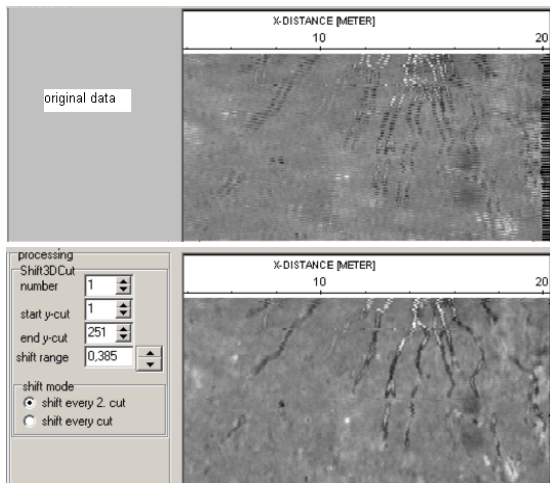 X-DISTANCE [METER]
10
20
original data
processing
Shift3DCut
number 1
start y-cut 1
end y-cut 251
shift range 0,385
shift mode
shift every 2. cut
shift every cut
X-DISTANCE [METER]
10
20